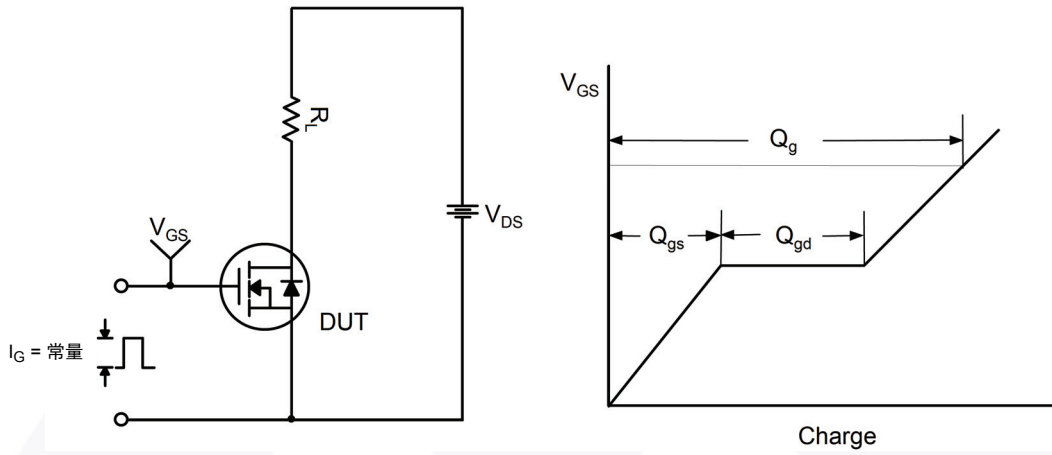 R_L
V_DS
V_GS
DUT
I_G = 常量
V_GS
Q_g
Q_gs
Q_gd
Charge